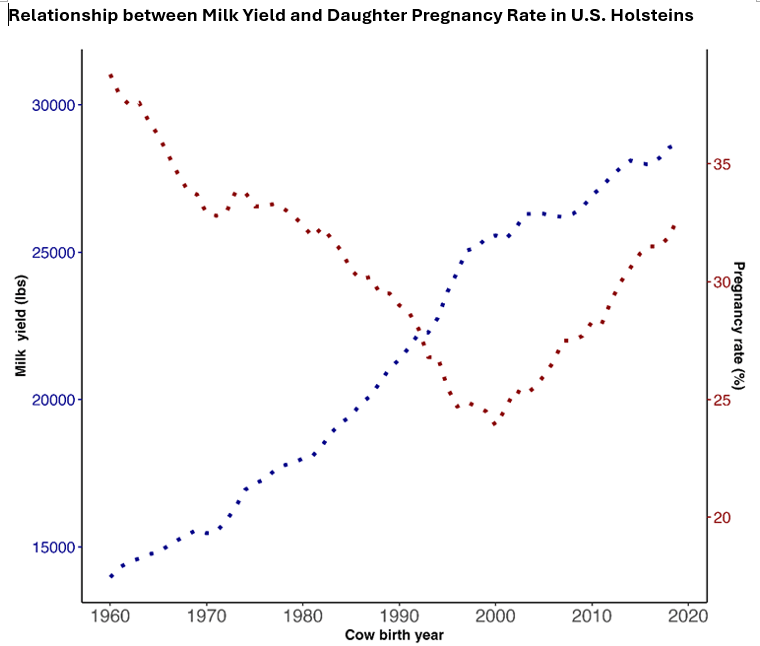 Relationship between Milk Yield and Daughter Pregnancy Rate in U.S. Holsteins
30000
25000
20000
15000
Milk yield (lbs)
35
30
25
20
Pregnancy rate (%)
1960 1970 1980 1990 2000 2010 2020
Cow birth year